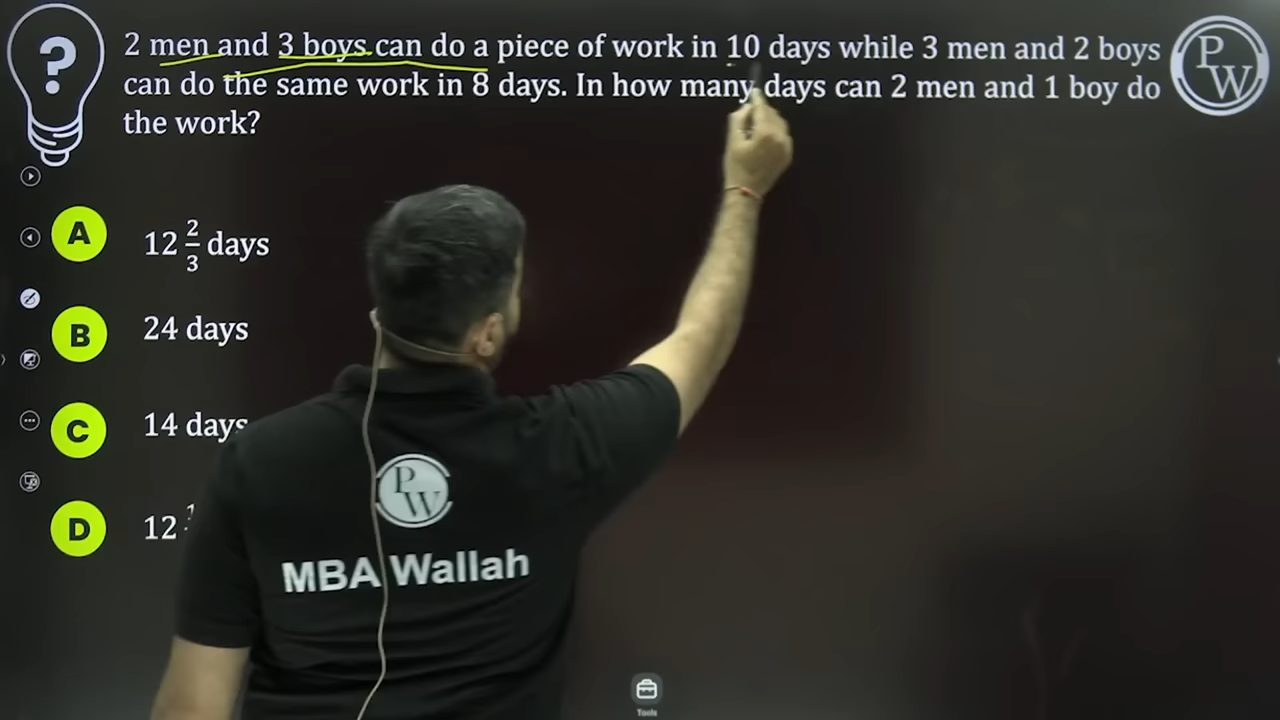 2 men and 3 boys can do a piece of work in 10 days while 3 men and 2 boys
can do the same work in 8 days. In how many days can 2 men and 1 boy do
the work?
PW
?
A 12 2/3 days
B 24 days
C 14 days
D 12
PW
MBA Wallah
Tools